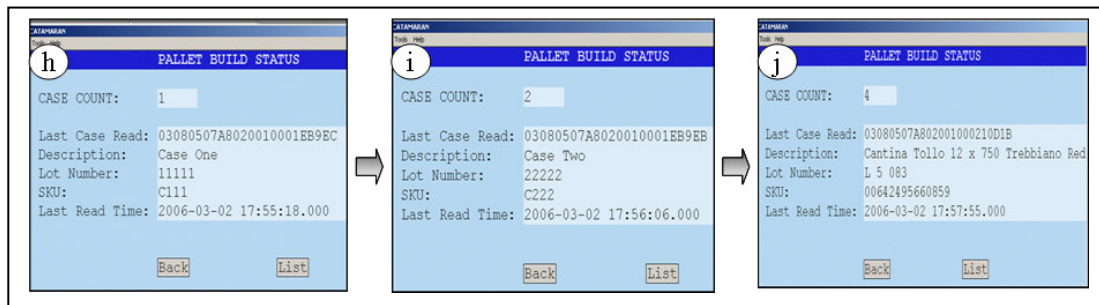 CATAMARAN
Tools Help
h
PALLET BUILD STATUS
CASE COUNT: 1
Last Case Read: 03080507A8020010001EB9EC
Description: Case One
Lot Number: 11111
SKU: C111
Last Read Time: 2006-03-02 17:55:18.000
Back List
CATAMARAN
Tools Help
i
PALLET BUILD STATUS
CASE COUNT: 2
Last Case Read: 03080507A8020010001EB9EB
Description: Case Two
Lot Number: 22222
SKU: C222
Last Read Time: 2006-03-02 17:56:06.000
Back List
CATAMARAN
Tools Help
j
PALLET BUILD STATUS
CASE COUNT: 4
Last Case Read: 03080507A802001000210D1B
Description: Cantina Tollo 12 x 750 Trebbiano Red
Lot Number: L 5 083
SKU: 00642495660859
Last Read Time: 2006-03-02 17:57:55.000
Back List